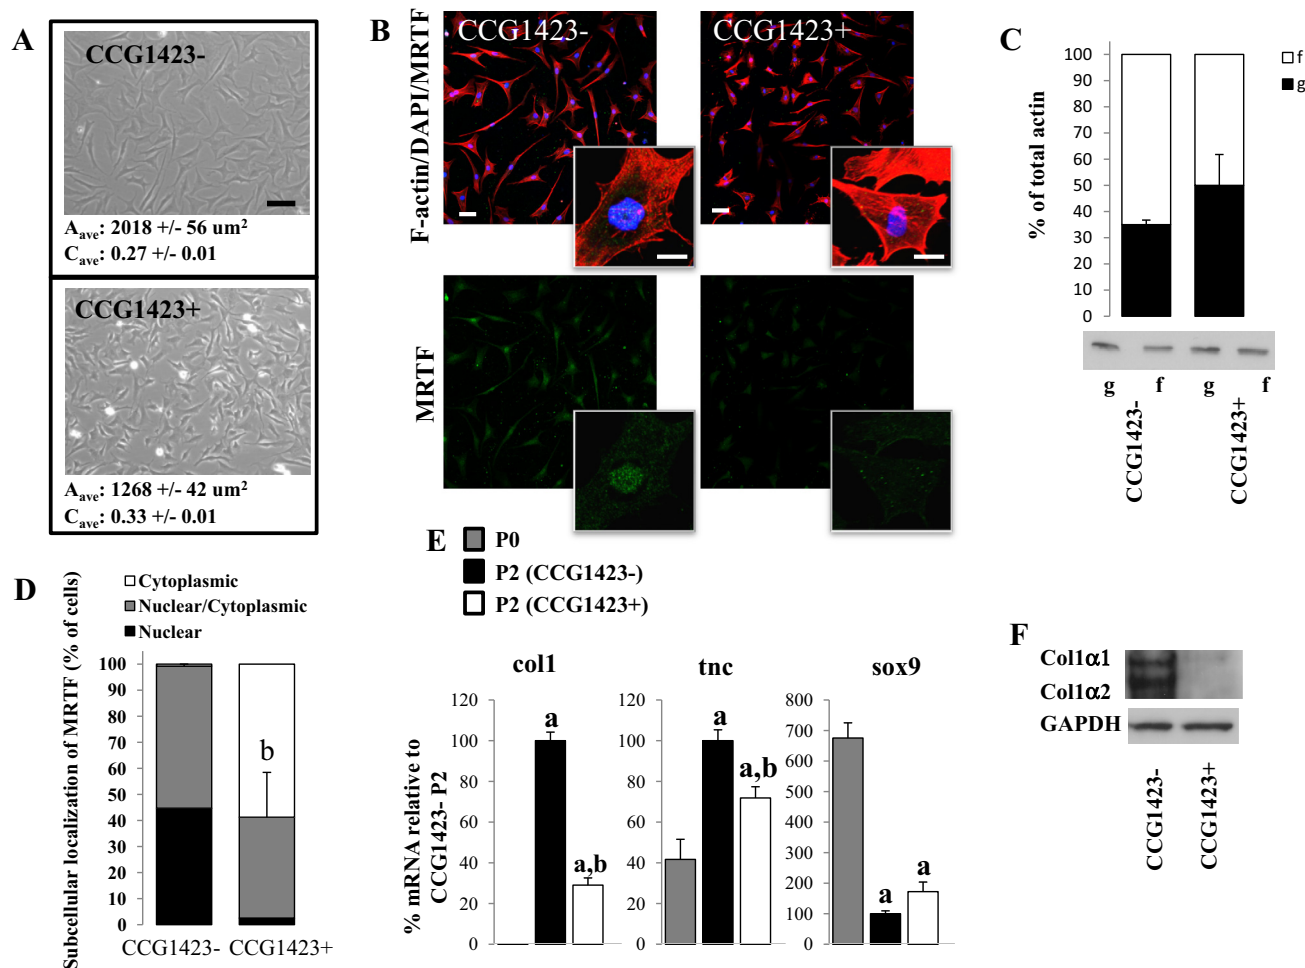 A
CCG1423-
A_ave: 2018 +/- 56 um²
C_ave: 0.27 +/- 0.01
CCG1423+
A_ave: 1268 +/- 42 um²
C_ave: 0.33 +/- 0.01
B
F-actin/DAPI/MRTF
CCG1423-
CCG1423+
MRTF
C
% of total actin
100
90
80
70
60
50
40
30
20
10
0
f
g
g f g f
CCG1423-
CCG1423+
D
Subcellular localization of MRTF (% of cells)
Cytoplasmic
Nuclear/Cytoplasmic
Nuclear
100
90
80
70
60
50
40
30
20
10
0
b
CCG1423- CCG1423+
E
P0
P2 (CCG1423-)
P2 (CCG1423+)
% mRNA relative to
CCG1423- P2
col1
120
100
80
60
40
20
0
a
a,b
tnc
120
100
80
60
40
20
0
a
a,b
sox9
800
700
600
500
400
300
200
100
0
a
a
F
Col1α1
Col1α2
GAPDH
CCG1423-
CCG1423+